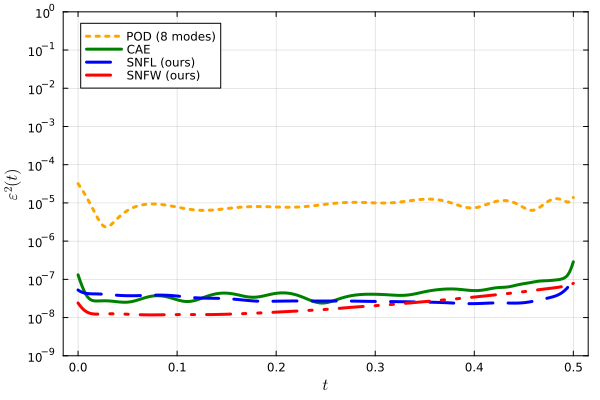 10⁰
10⁻¹
10⁻²
10⁻³
10⁻⁴
10⁻⁵
10⁻⁶
10⁻⁷
10⁻⁸
10⁻⁹
ε²(t)
POD (8 modes)
CAE
SNFL (ours)
SNFW (ours)
0.0 0.1 0.2 0.3 0.4 0.5
t